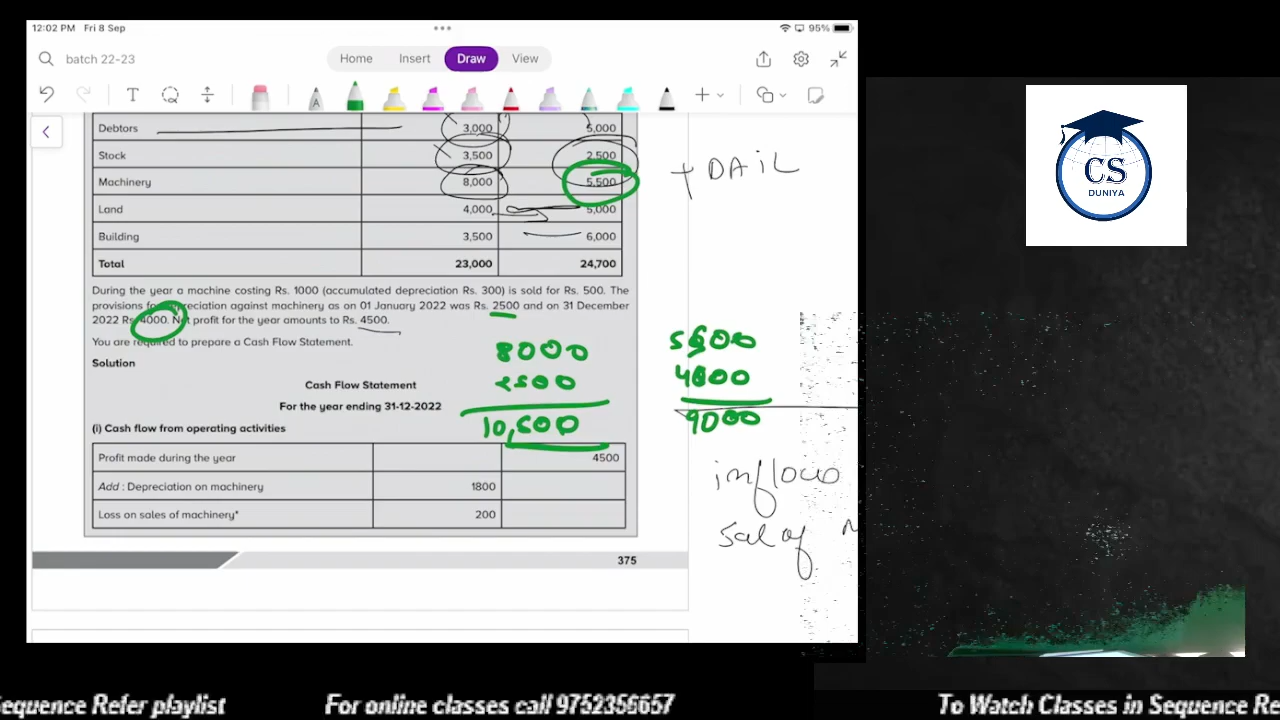 12:02 PM Fri 8 Sep
95%
batch 22-23
Home Insert Draw View
Debtors 3,000 5,000
Stock 3,500 2,500
Machinery 8,000 5,500
Land 4,000 5,000
Building 3,500 6,000
Total 23,000 24,700
+ DAIL
During the year a machine costing Rs. 1000 (accumulated depreciation Rs. 300) is sold for Rs. 500. The
provisions for depreciation against machinery as on 01 January 2022 was Rs. 2500 and on 31 December
2022 Rs. 4000. Net profit for the year amounts to Rs. 4500.
You are required to prepare a Cash Flow Statement.
Solution
Cash Flow Statement
For the year ending 31-12-2022
8000
2500
10,500
4000
(i) Cash flow from operating activities
Profit made during the year 4500
Add : Depreciation on machinery 1800
Loss on sales of machinery* 200
inflow
Sal of
375
CS
DUNIYA
Sequence Refer playlist
For online classes call 9752356657
To Watch Classes in Sequence Re